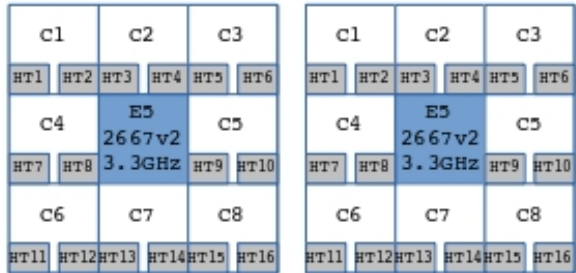 C1 C2 C3 C1 C2 C3
HT1 HT2 HT3 HT4 HT5 HT6 HT1 HT2 HT3 HT4 HT5 HT6
C4 E5 C5 C4 E5 C5
2667v2 2667v2
HT7 HT8 3.3GHz HT9 HT10 HT7 HT8 3.3GHz HT9 HT10
C6 C7 C8 C6 C7 C8
HT11 HT12 HT13 HT14 HT15 HT16 HT11 HT12 HT13 HT14 HT15 HT16